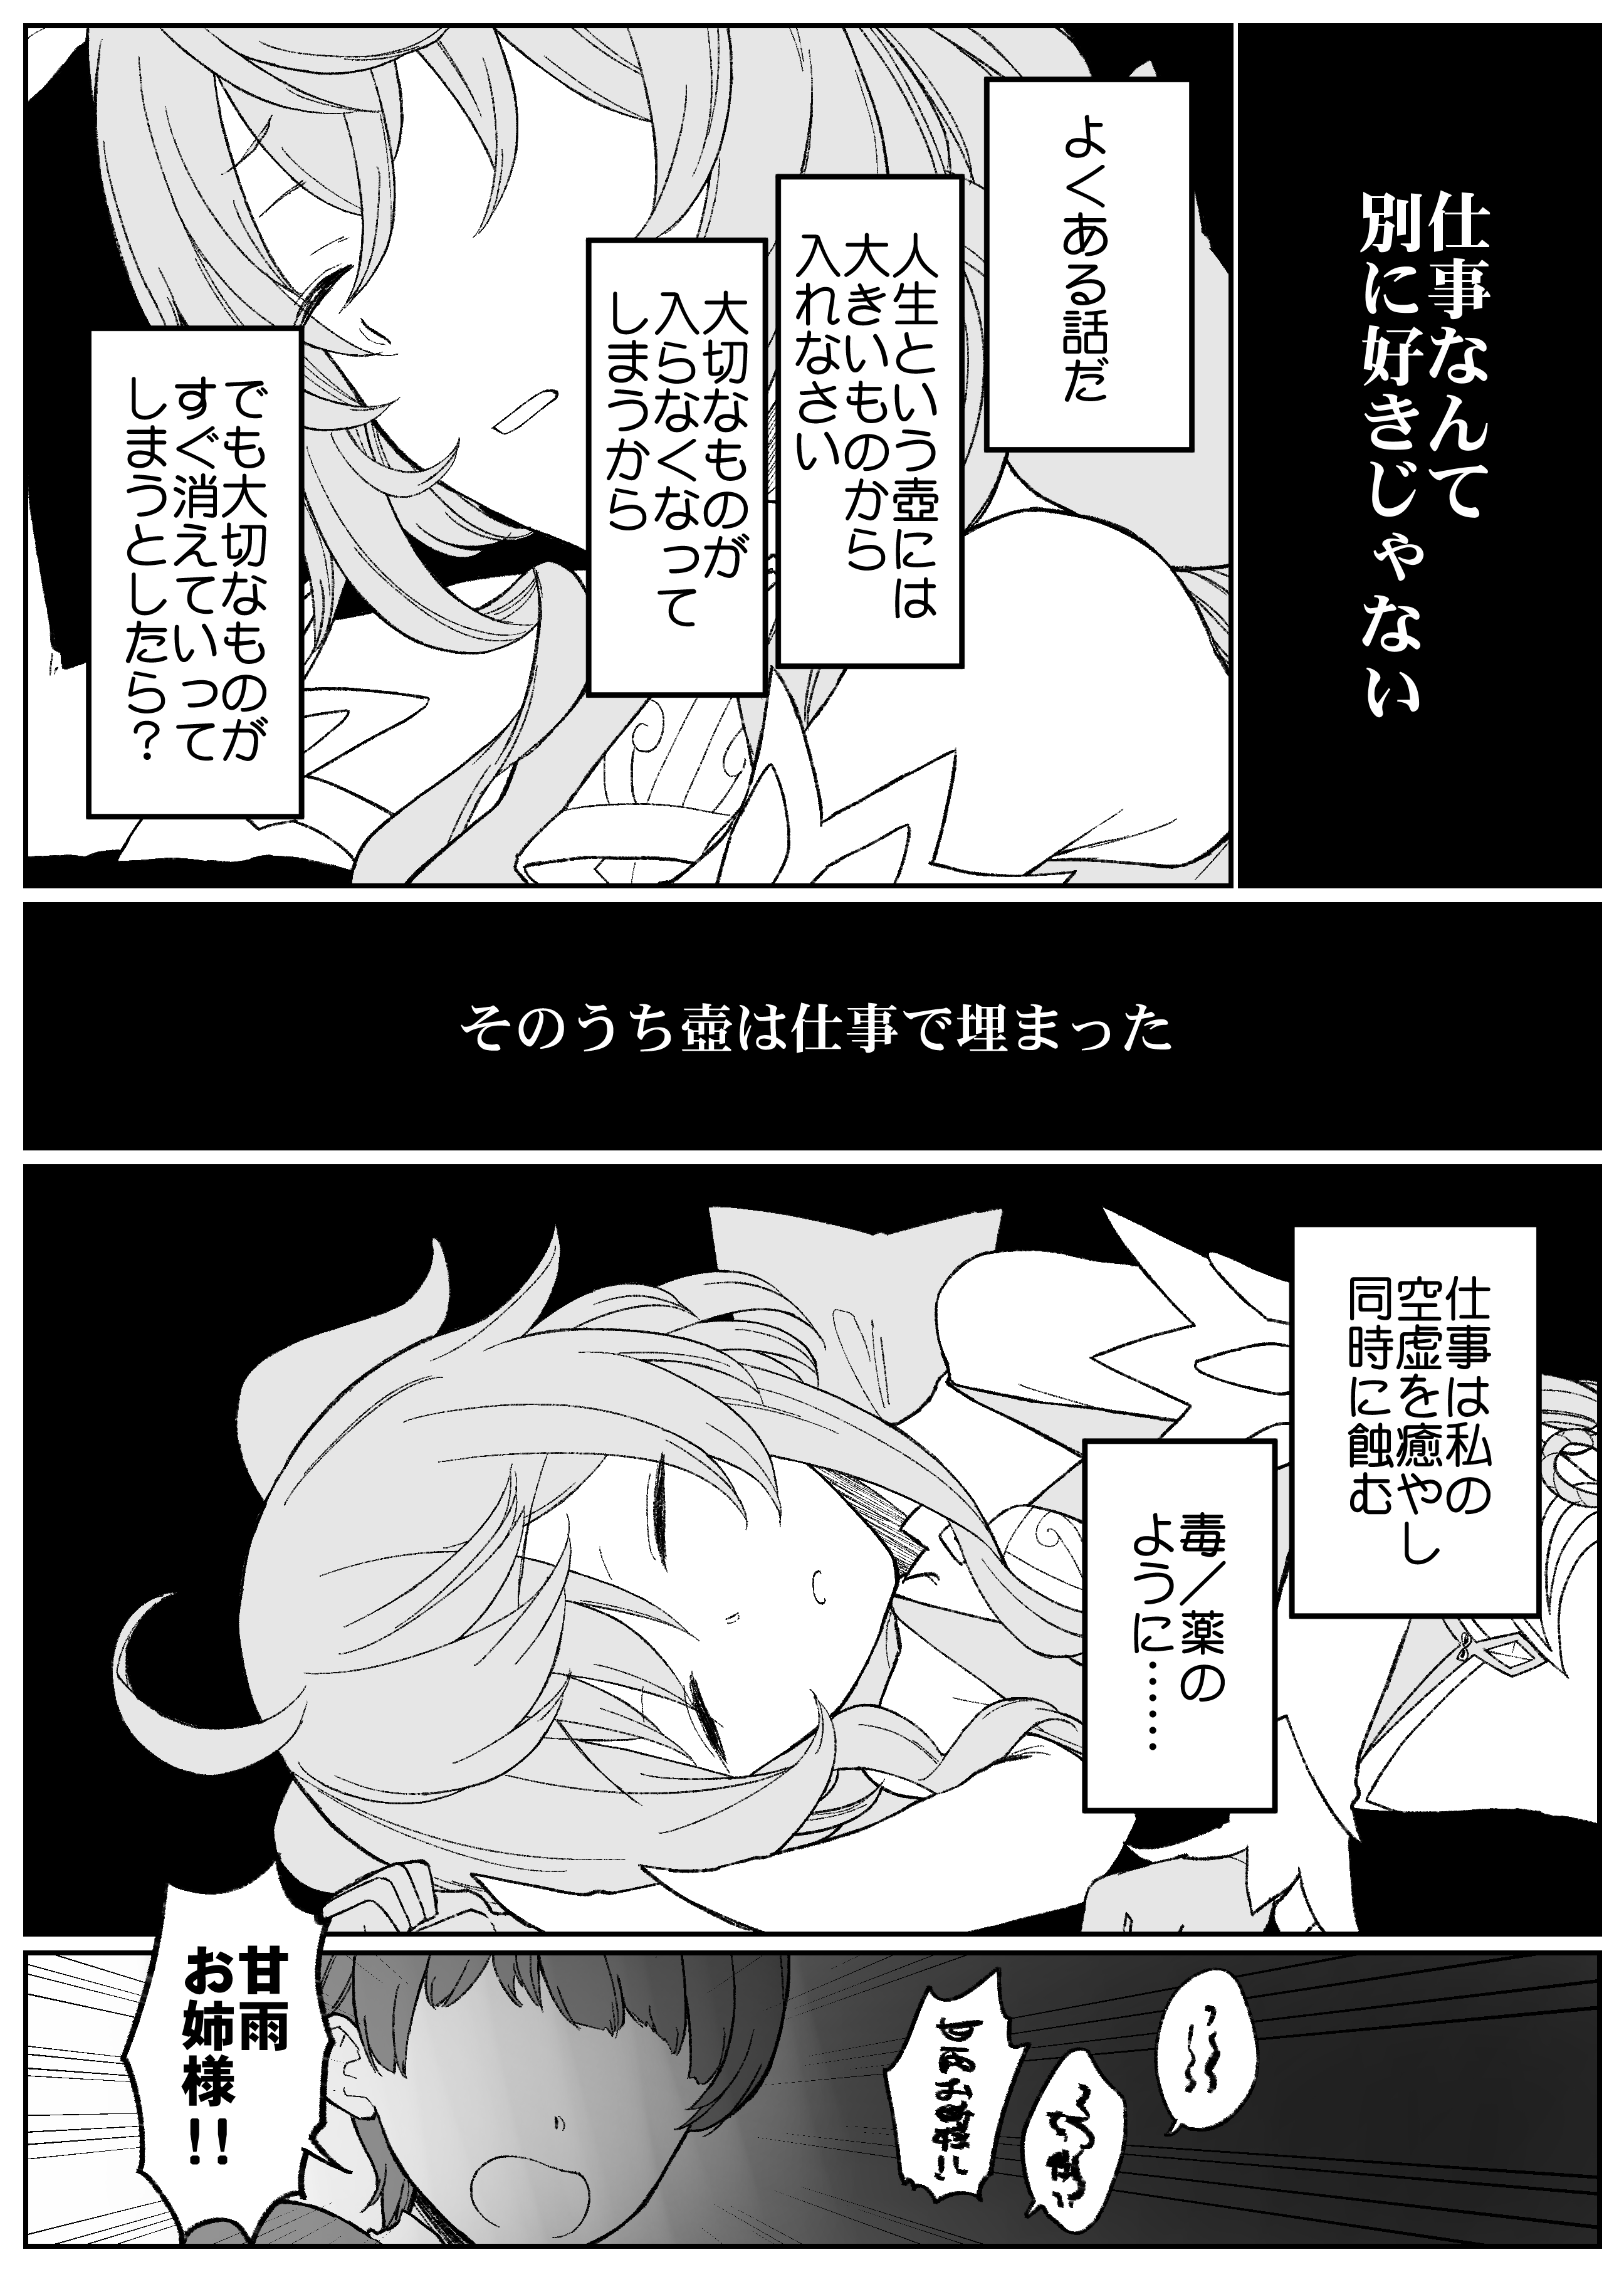 仕事なんて
別に好きじゃない
よくある話だ
人生という壺には
大きいものから
入れなさい
大切なものが
入らなくなって
しまうから
でも大切なものが
すぐ消えていって
しまうとしたら？
そのうち壺は仕事で埋まった
仕事は私の
空虚を癒やし
同時に蝕む
毒／薬の
ように……
甘雨
お姉様！！